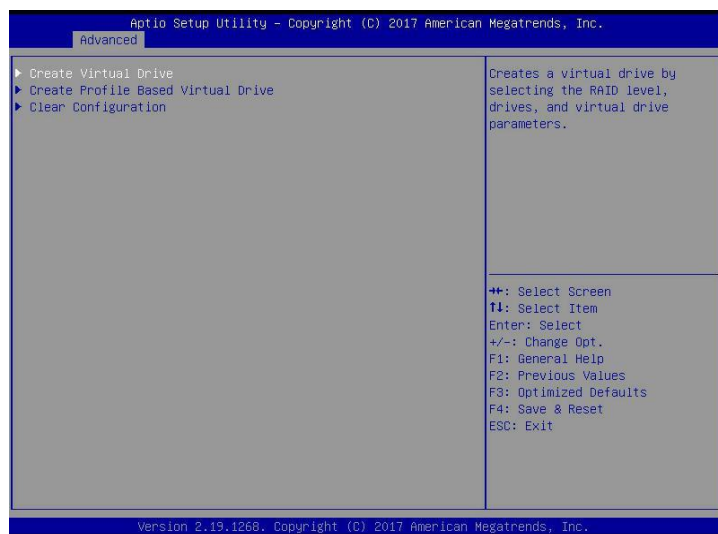 Aptio Setup Utility – Copyright (C) 2017 American Megatrends, Inc.
Advanced
▶ Create Virtual Drive
▶ Create Profile Based Virtual Drive
▶ Clear Configuration
Creates a virtual drive by
selecting the RAID level,
drives, and virtual drive
parameters.
→←: Select Screen
↑↓: Select Item
Enter: Select
+/-: Change Opt.
F1: General Help
F2: Previous Values
F3: Optimized Defaults
F4: Save & Reset
ESC: Exit
Version 2.19.1268. Copyright (C) 2017 American Megatrends, Inc.